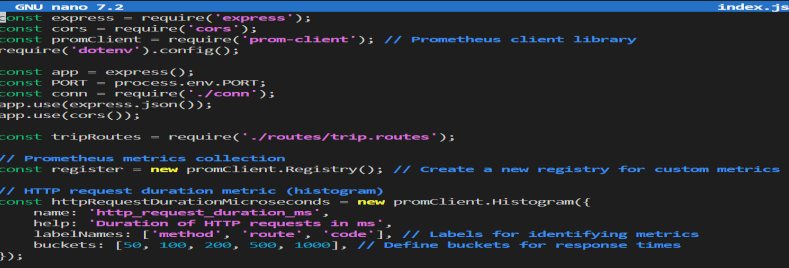 GNU nano 7.2 index.js
const express = require('express');
const cors = require('cors');
const promClient = require('prom-client'); // Prometheus client library
require('dotenv').config();
const app = express();
const PORT = process.env.PORT;
const conn = require('./conn');
app.use(express.json());
app.use(cors());
const tripRoutes = require('./routes/trip.routes');
// Prometheus metrics collection
const register = new promClient.Registry(); // Create a new registry for custom metrics
// HTTP request duration metric (histogram)
const httpRequestDurationMicroseconds = new promClient.Histogram({
name: 'http_request_duration_ms',
help: 'Duration of HTTP requests in ms',
labelNames: ['method', 'route', 'code'], // Labels for identifying metrics
buckets: [50, 100, 200, 500, 1000], // Define buckets for response times
});